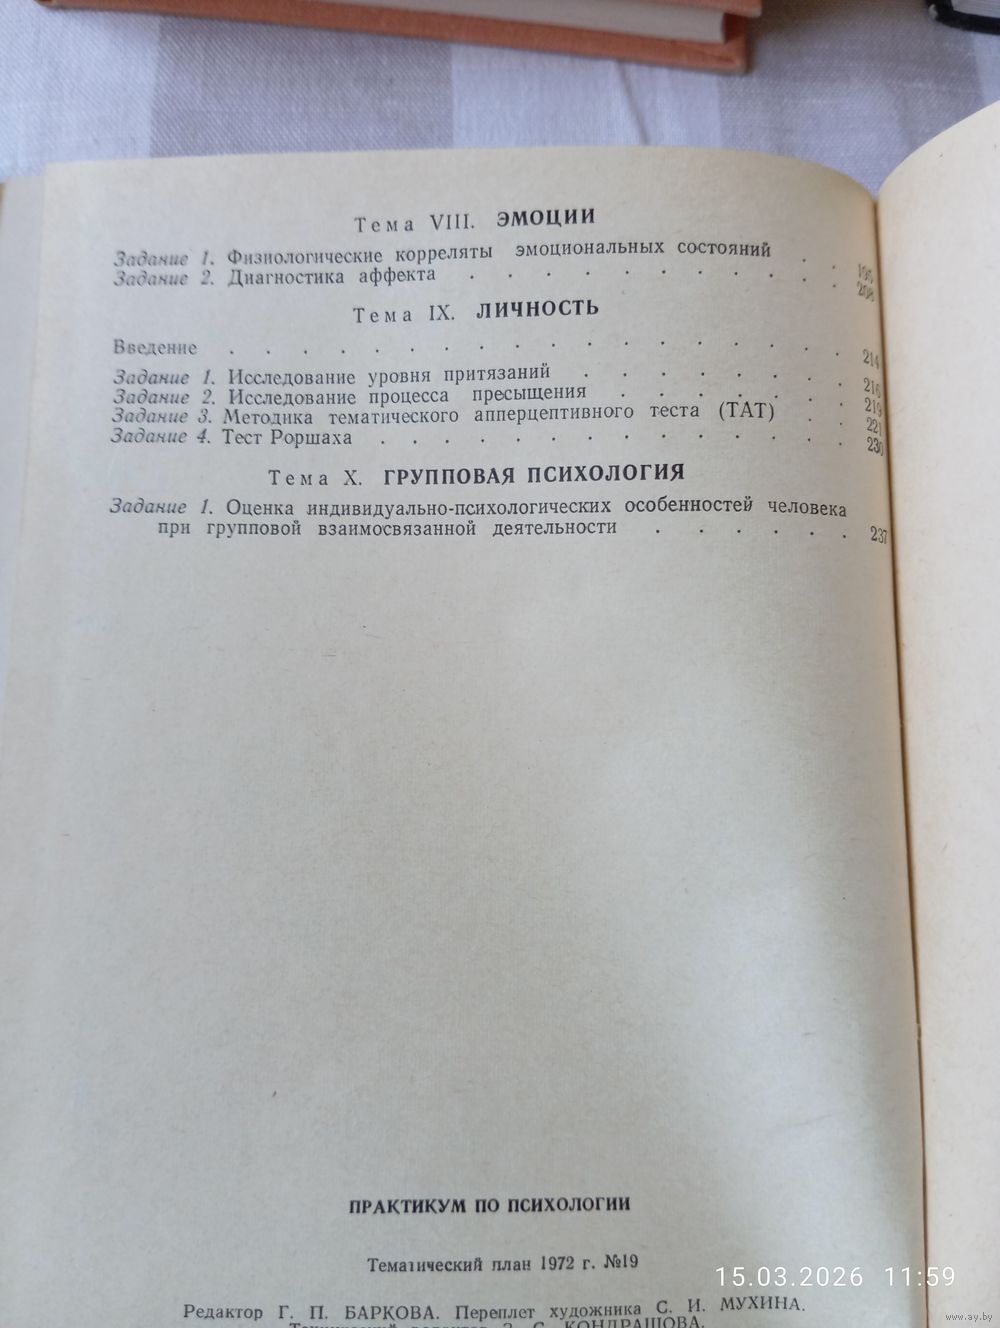 Тема VIII. ЭМОЦИИ
Задание 1. Физиологические корреляты эмоциональных состояний . . 195
Задание 2. Диагностика аффекта . . . . . . . . . . 208
Тема IX. ЛИЧНОСТЬ
Введение . . . . . . . . . . . . . . . . . 214
Задание 1. Исследование уровня притязаний . . . . . . . 216
Задание 2. Исследование процесса пресыщения . . . . . . 219
Задание 3. Методика тематического апперцептивного теста (ТАТ) . . 221
Задание 4. Тест Роршаха . . . . . . . . . . . . . 230
Тема X. ГРУППОВАЯ ПСИХОЛОГИЯ
Задание 1. Оценка индивидуально-психологических особенностей человека
при групповой взаимосвязанной деятельности . . . . . . 237
ПРАКТИКУМ ПО ПСИХОЛОГИИ
Тематический план 1972 г. №19
15.03.2026 11:59
Редактор Г. П. БАРКОВА. Переплет художника С. И. МУХИНА.
Технический редактор З. С. КОНДРАШОВА.
www.ay.by